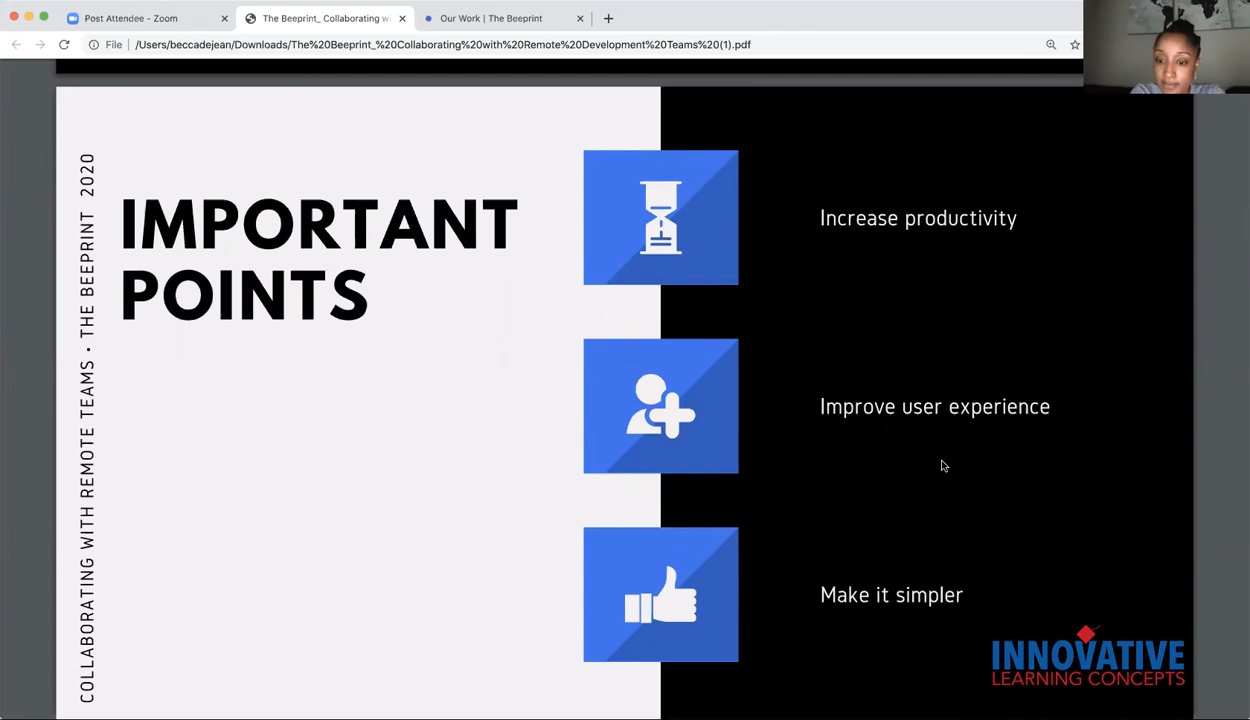 Post Attendee - Zoom
The Beeprint_ Collaborating w
Our Work | The Beeprint
File
/Users/beccadejean/Downloads/The%20Beeprint_%20Collaborating%20with%20Remote%20Development%20Teams%20(1).pdf
COLLABORATING WITH REMOTE TEAMS • THE BEEPRINT 2020
IMPORTANT
POINTS
Increase productivity
Improve user experience
Make it simpler
INNOVATIVE
LEARNING CONCEPTS